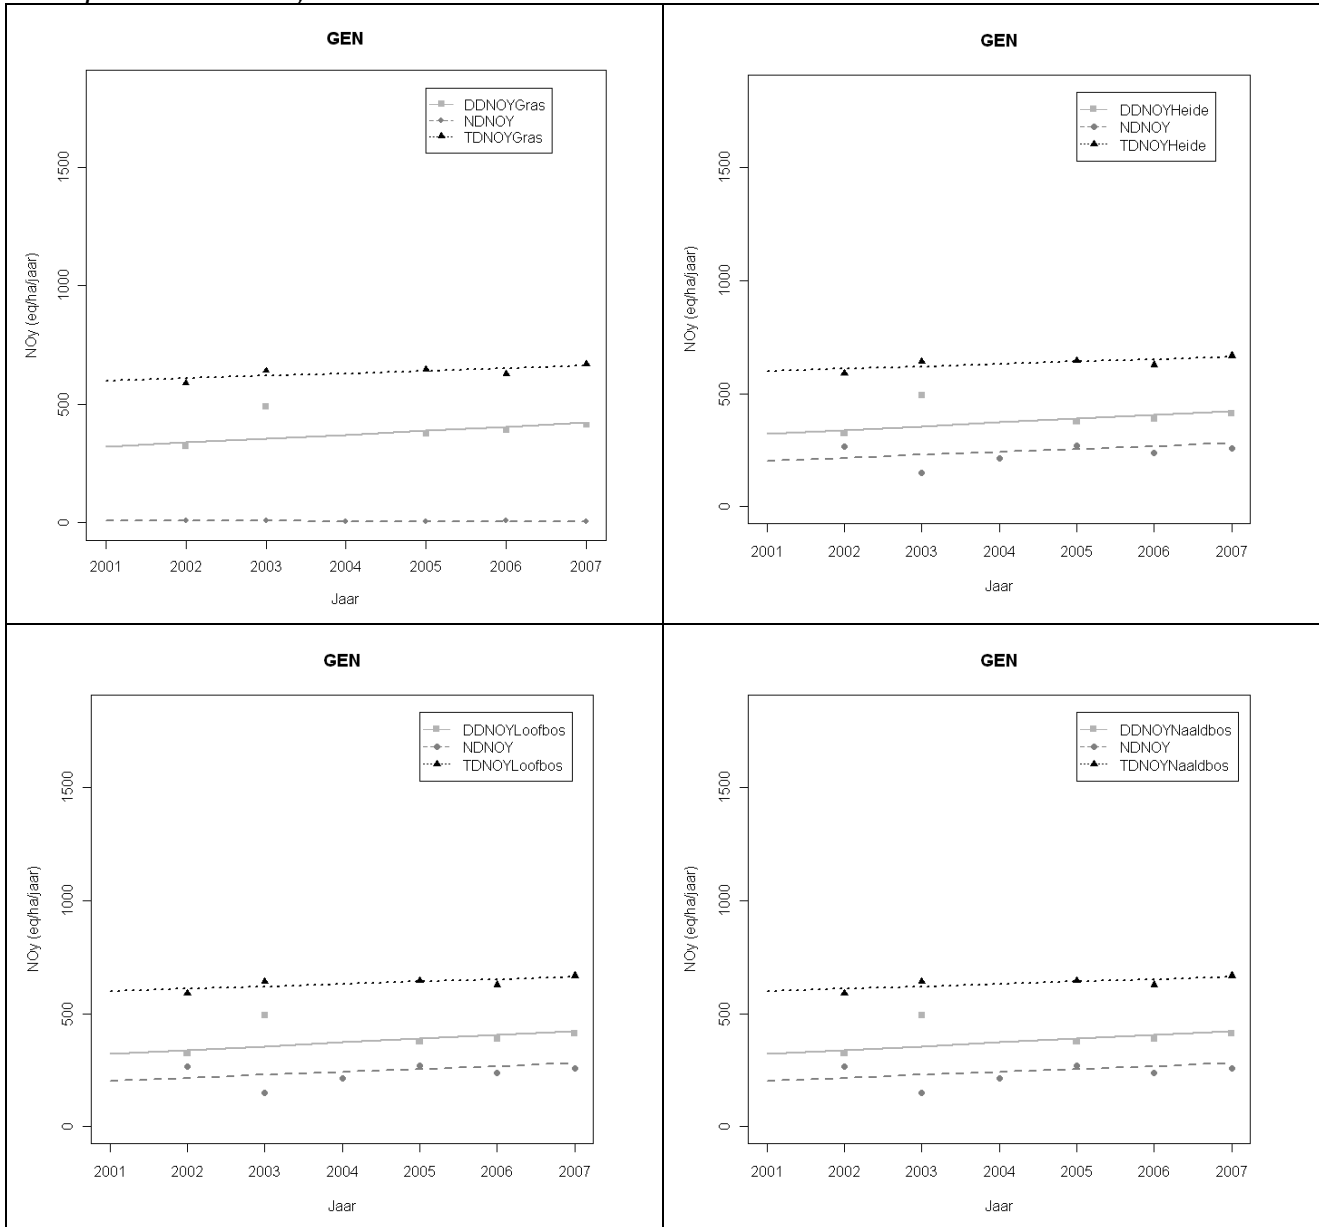 GEN
DDNOYGras
NDNOY
TDNOYGras
NOy (eq/ha/jaar)
1500
1000
500
0
2001 2002 2003 2004 2005 2006 2007
Jaar
GEN
DDNOYHeide
NDNOY
TDNOYHeide
NOy (eq/ha/jaar)
1500
1000
500
0
2001 2002 2003 2004 2005 2006 2007
Jaar
GEN
DDNOYLoofbos
NDNOY
TDNOYLoofbos
NOy (eq/ha/jaar)
1500
1000
500
0
2001 2002 2003 2004 2005 2006 2007
Jaar
GEN
DDNOYNaaldbos
NDNOY
TDNOYNaaldbos
NOy (eq/ha/jaar)
1500
1000
500
0
2001 2002 2003 2004 2005 2006 2007
Jaar